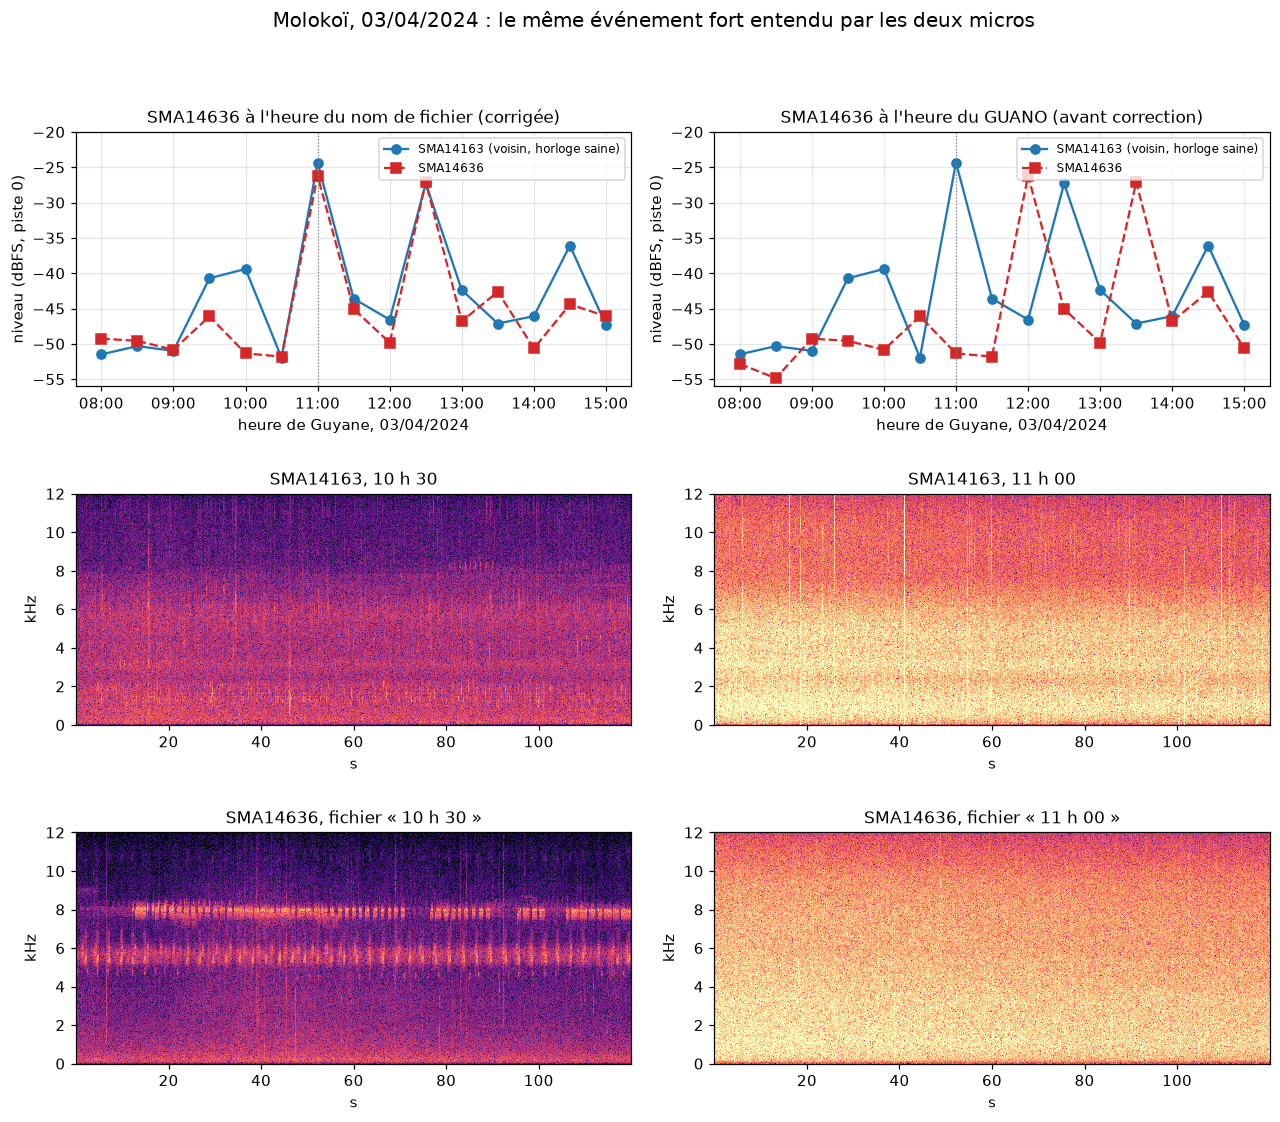 Molokoï, 03/04/2024 : le même événement fort entendu par les deux micros
SMA14636 à l'heure du nom de fichier (corrigée)
niveau (dBFS, piste 0)
−20
−25
−30
−35
−40
−45
−50
−55
SMA14163 (voisin, horloge saine)
SMA14636
08:00 09:00 10:00 11:00 12:00 13:00 14:00 15:00
heure de Guyane, 03/04/2024
SMA14636 à l'heure du GUANO (avant correction)
niveau (dBFS, piste 0)
−20
−25
−30
−35
−40
−45
−50
−55
SMA14163 (voisin, horloge saine)
SMA14636
08:00 09:00 10:00 11:00 12:00 13:00 14:00 15:00
heure de Guyane, 03/04/2024
SMA14163, 10 h 30
kHz
12
10
8
6
4
2
0
20 40 60 80 100
s
SMA14163, 11 h 00
kHz
12
10
8
6
4
2
0
20 40 60 80 100
s
SMA14636, fichier « 10 h 30 »
kHz
12
10
8
6
4
2
0
20 40 60 80 100
s
SMA14636, fichier « 11 h 00 »
kHz
12
10
8
6
4
2
0
20 40 60 80 100
s